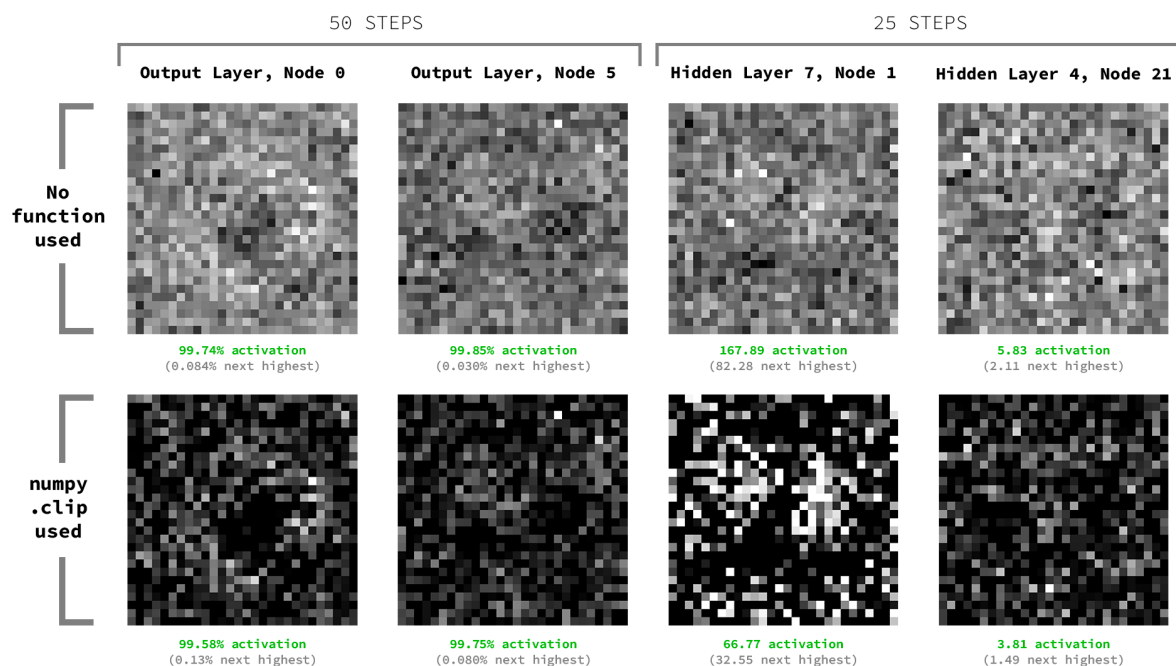 50 STEPS
25 STEPS
Output Layer, Node 0
Output Layer, Node 5
Hidden Layer 7, Node 1
Hidden Layer 4, Node 21
No
function
used
99.74% activation
(0.084% next highest)
99.85% activation
(0.030% next highest)
167.89 activation
(82.28 next highest)
5.83 activation
(2.11 next highest)
numpy
.clip
used
99.58% activation
(0.13% next highest)
99.75% activation
(0.080% next highest)
66.77 activation
(32.55 next highest)
3.81 activation
(1.49 next highest)